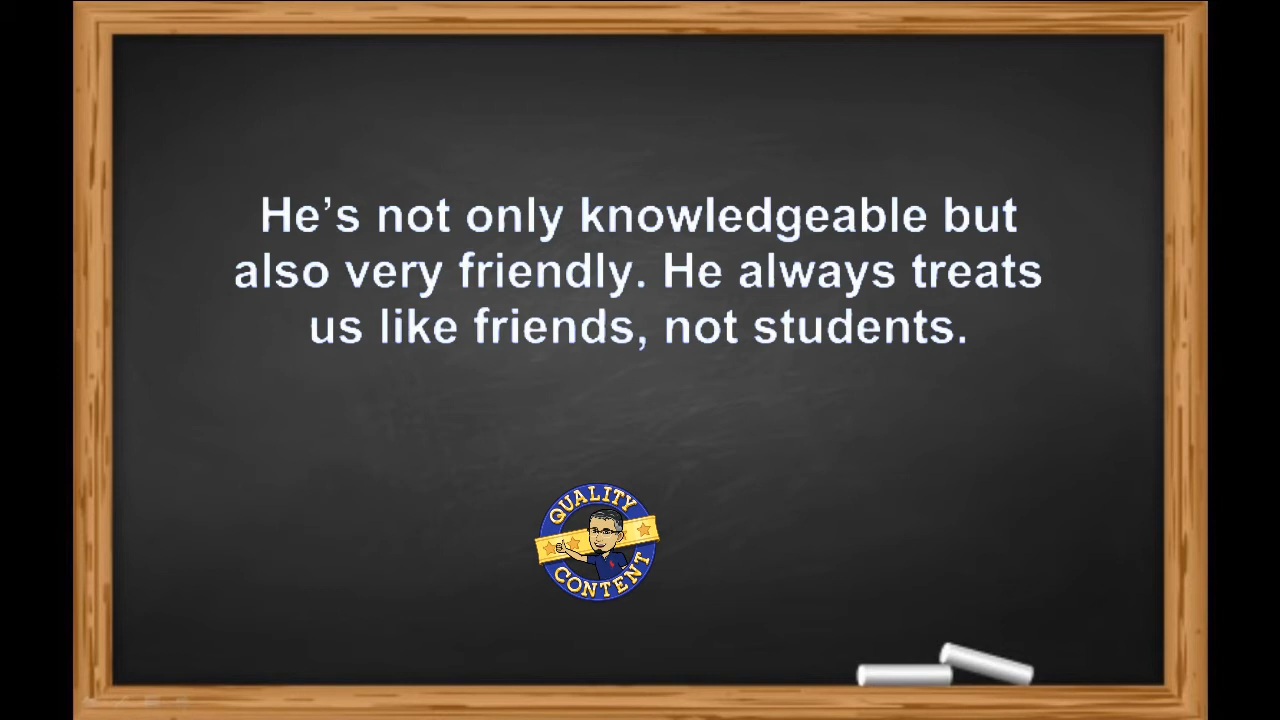 He’s not only knowledgeable but
also very friendly. He always treats
us like friends, not students.
QUALITY
CONTENT